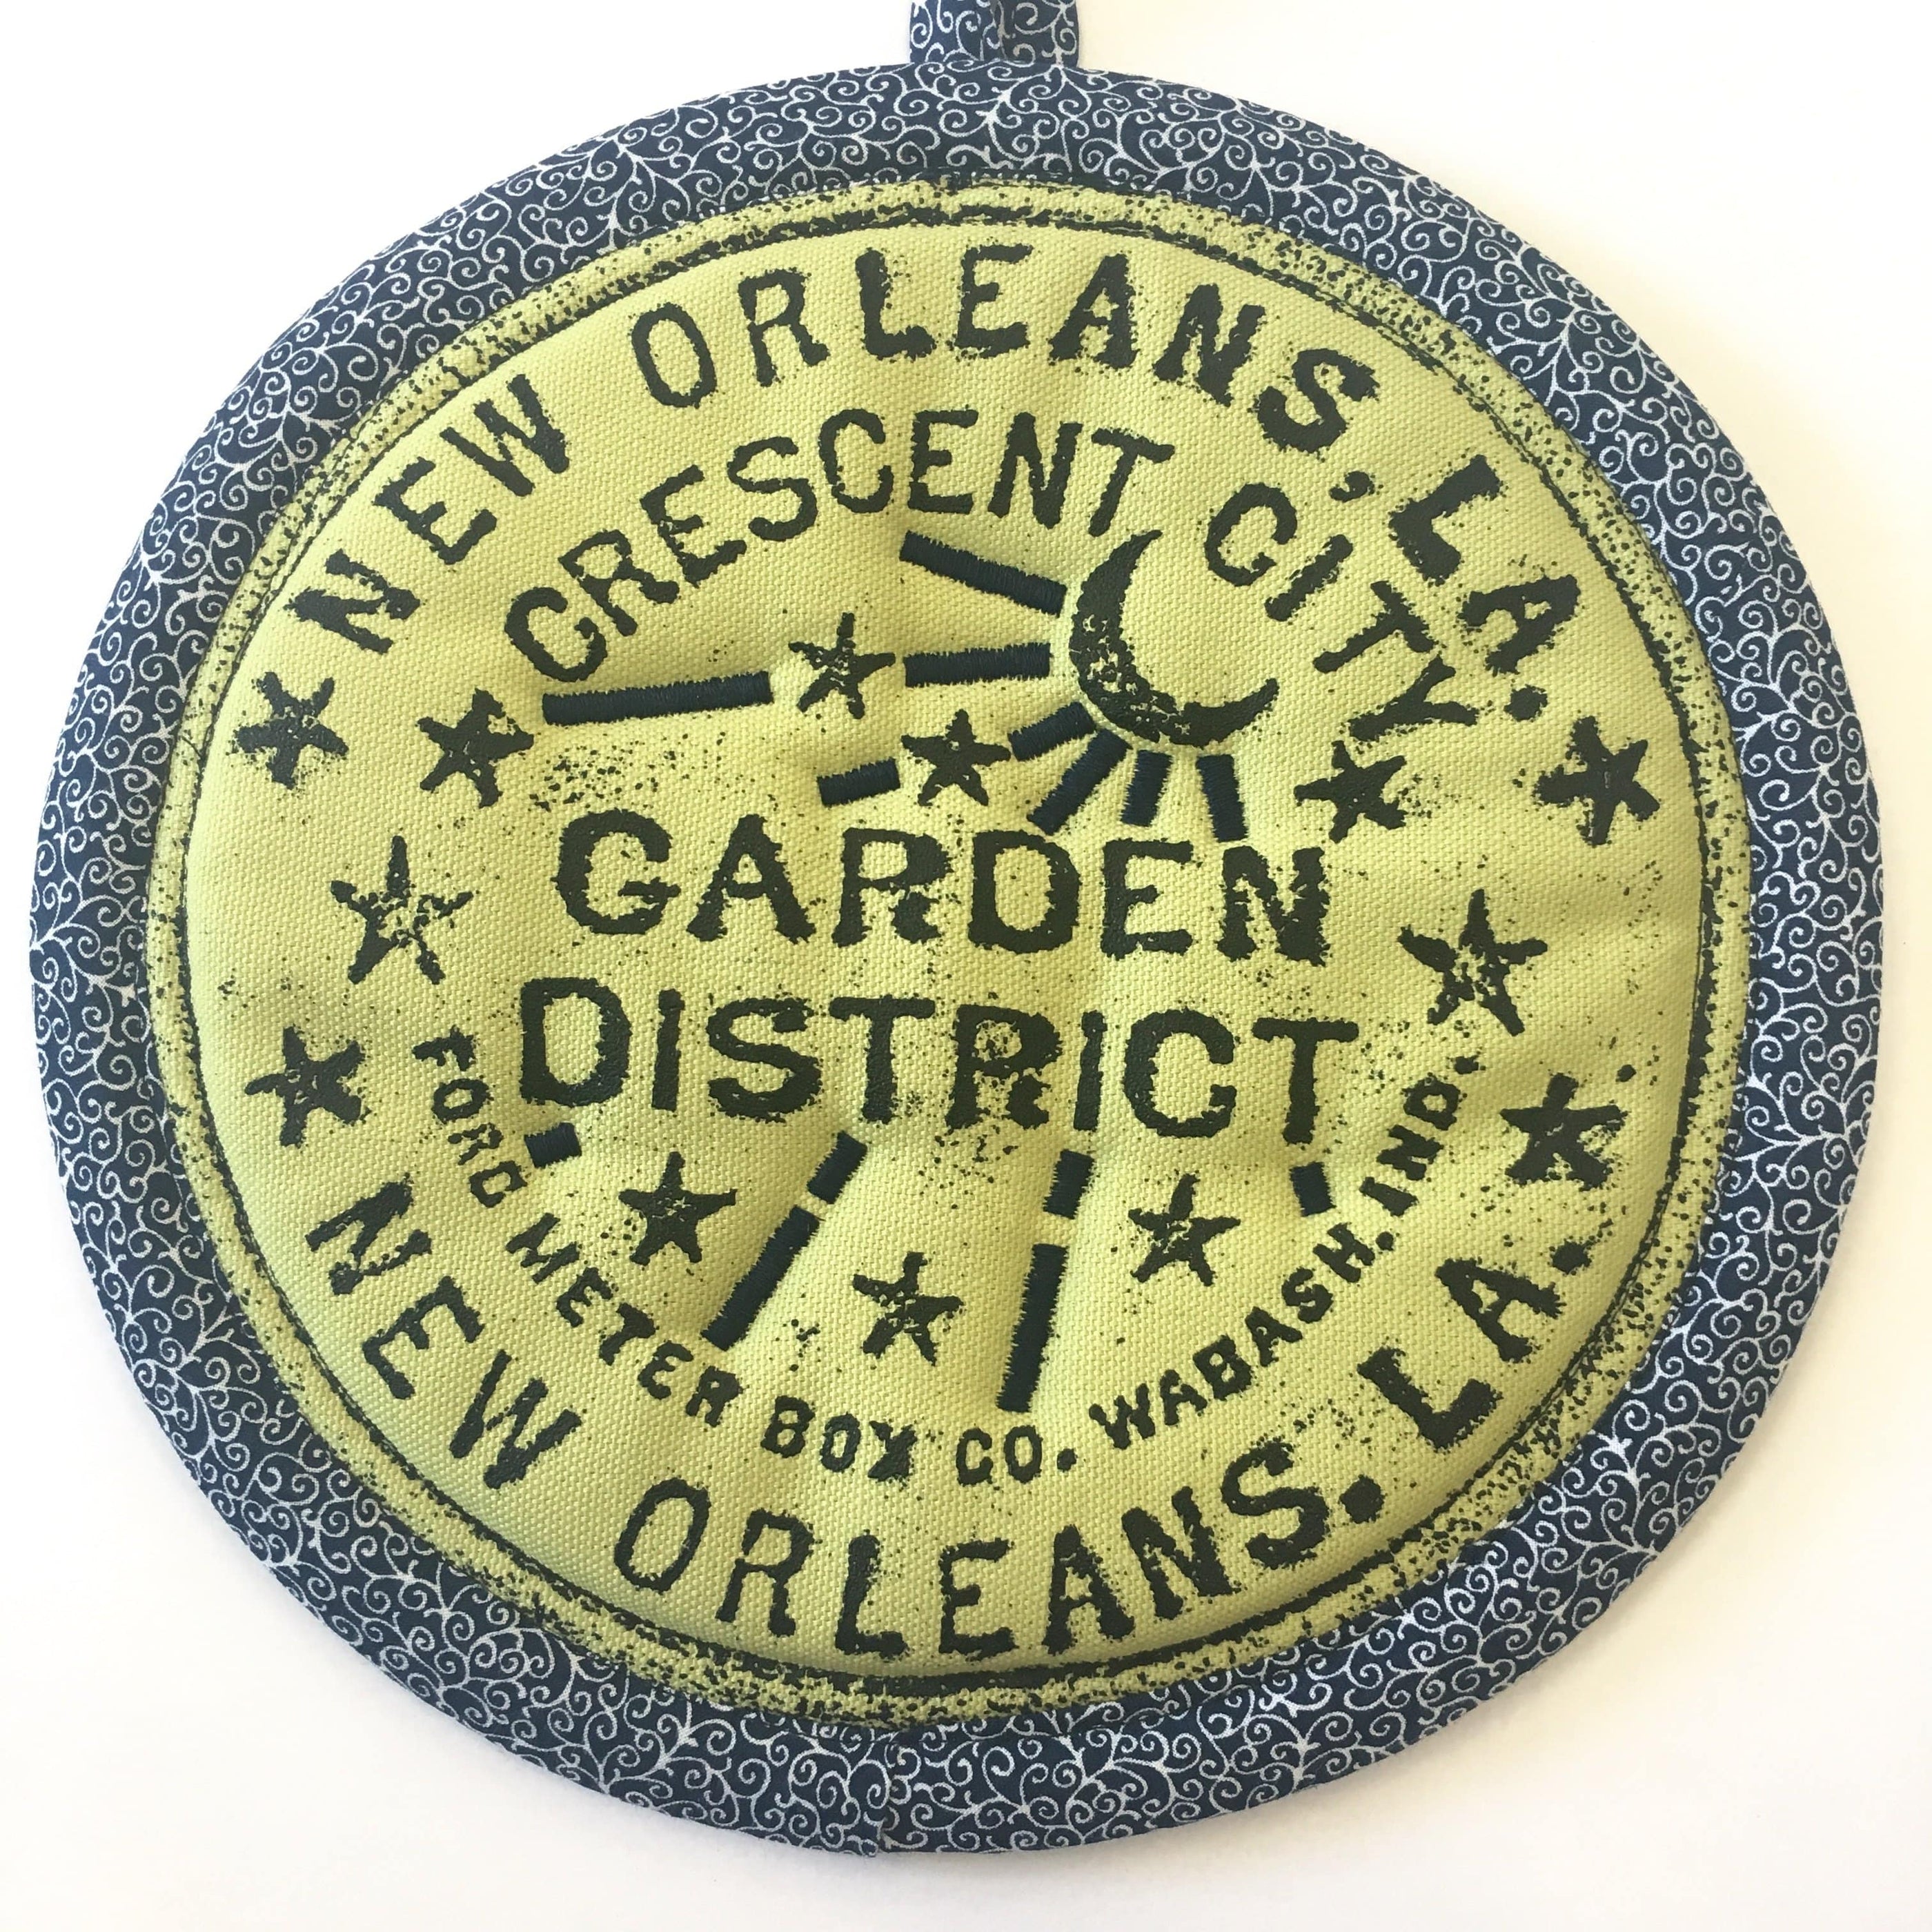 NEW ORLEANS, LA.
CRESCENT CITY
GARDEN
DISTRICT
FORD METER BOX CO. WABASH, IND.
NEW ORLEANS. LA.